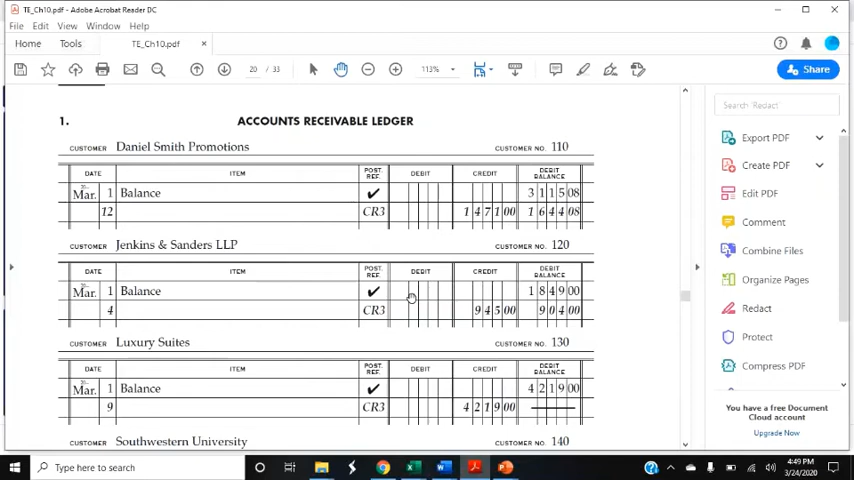 TE_Ch10.pdf - Adobe Acrobat Reader DC
File Edit View Window Help
Home Tools TE_Ch10.pdf ×
20 / 33 113% Share
1. ACCOUNTS RECEIVABLE LEDGER
CUSTOMER Daniel Smith Promotions CUSTOMER NO. 110
DATE ITEM POST. REF. DEBIT CREDIT DEBIT BALANCE
20-- Mar. 1 Balance ✔ 3 1 1 5 08
12 CR3 1 4 7 1 00 1 6 4 4 08
CUSTOMER Jenkins & Sanders LLP CUSTOMER NO. 120
DATE ITEM POST. REF. DEBIT CREDIT DEBIT BALANCE
20-- Mar. 1 Balance ✔ 1 8 4 9 00
4 CR3 9 4 5 00 9 0 4 00
CUSTOMER Luxury Suites CUSTOMER NO. 130
DATE ITEM POST. REF. DEBIT CREDIT DEBIT BALANCE
20-- Mar. 1 Balance ✔ 4 2 1 9 00
9 CR3 4 2 1 9 00
CUSTOMER Southwestern University CUSTOMER NO. 140
Search 'Redact'
Export PDF
Create PDF
Edit PDF
Comment
Combine Files
Organize Pages
Redact
Protect
Compress PDF
You have a free Document
Cloud account
Upgrade Now
Type here to search
4:49 PM
3/24/2020